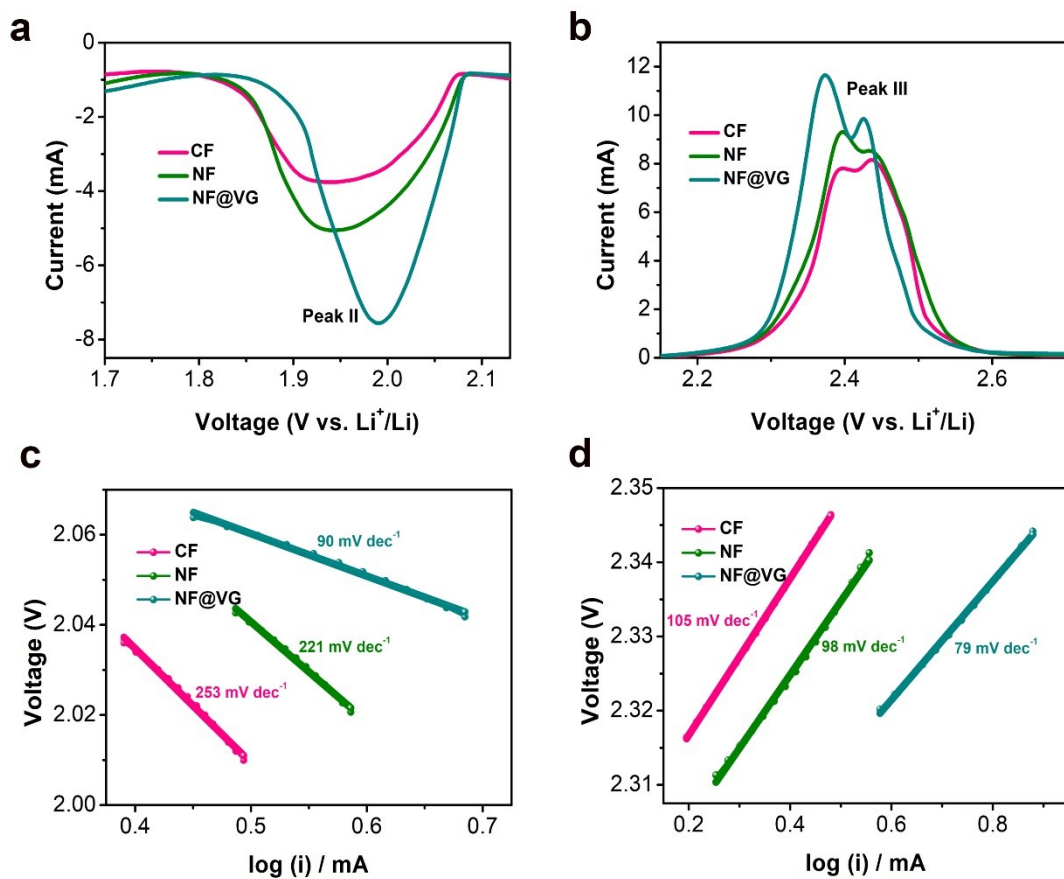 a
0
-2
-4
-6
-8
Current (mA)
CF
NF
NF@VG
Peak II
1.7 1.8 1.9 2.0 2.1
Voltage (V vs. Li⁺/Li)
b
12
10
8
6
4
2
0
Current (mA)
Peak III
CF
NF
NF@VG
2.2 2.4 2.6
Voltage (V vs. Li⁺/Li)
c
2.06
2.04
2.02
2.00
Voltage (V)
CF
NF
NF@VG
90 mV dec⁻¹
221 mV dec⁻¹
253 mV dec⁻¹
0.4 0.5 0.6 0.7
log (i) / mA
d
2.35
2.34
2.33
2.32
2.31
Voltage (V)
CF
NF
NF@VG
105 mV dec⁻¹
98 mV dec⁻¹
79 mV dec⁻¹
0.2 0.4 0.6 0.8
log (i) / mA